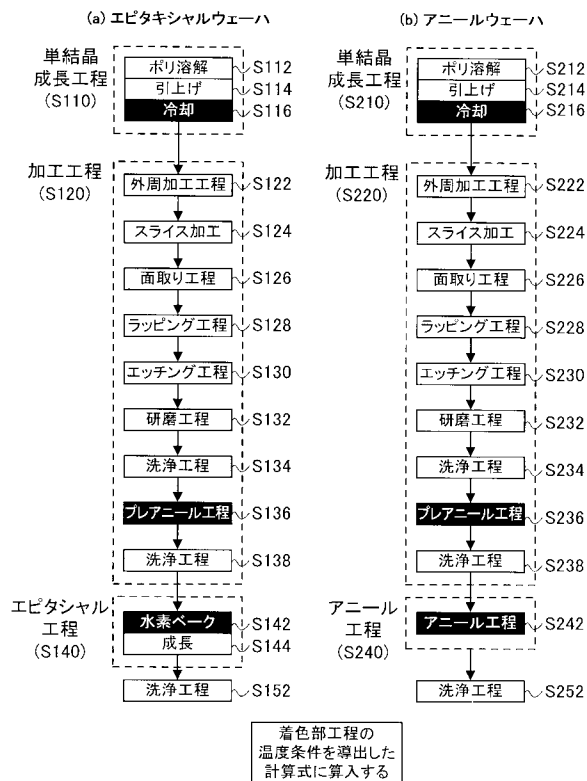 (a) エピタキシャルウェーハ
単結晶
成長工程
(S110)
ポリ溶解 S112
引上げ S114
冷却 S116
加工工程
(S120)
外周加工工程 S122
スライス加工 S124
面取り工程 S126
ラッピング工程 S128
エッチング工程 S130
研磨工程 S132
洗浄工程 S134
プレアニール工程 S136
洗浄工程 S138
エピタシャル
工程
(S140)
水素ベーク S142
成長 S144
洗浄工程 S152
(b) アニールウェーハ
単結晶
成長工程
(S210)
ポリ溶解 S212
引上げ S214
冷却 S216
加工工程
(S220)
外周加工工程 S222
スライス加工 S224
面取り工程 S226
ラッピング工程 S228
エッチング工程 S230
研磨工程 S232
洗浄工程 S234
プレアニール工程 S236
洗浄工程 S238
アニール
工程
(S240)
アニール工程 S242
洗浄工程 S252
着色部工程の
温度条件を導出した
計算式に算入する